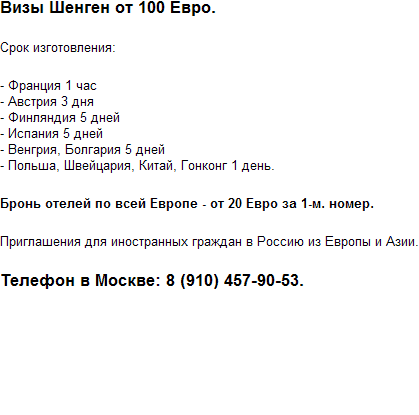 Визы Шенген от 100 Евро.
Срок изготовления:
- Франция 1 час
- Австрия 3 дня
- Финляндия 5 дней
- Испания 5 дней
- Венгрия, Болгария 5 дней
- Польша, Швейцария, Китай, Гонконг 1 день.
Бронь отелей по всей Европе - от 20 Евро за 1-м. номер.
Приглашения для иностранных граждан в Россию из Европы и Азии.
Телефон в Москве: 8 (910) 457-90-53.